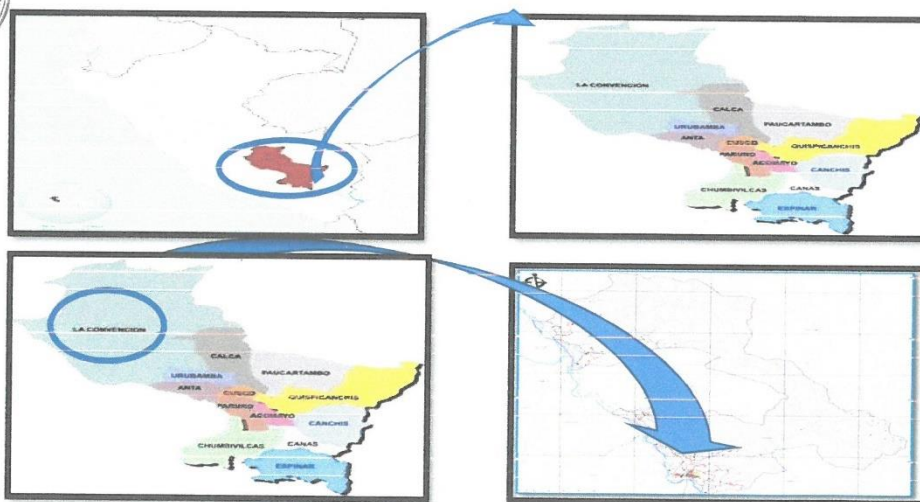 LA CONVENCION
CALCA
URUBAMBA
PAUCARTAMBO
ANTA
CUSCO
QUISPICANCHIS
PARURO
ACOMAYO
CANCHIS
CHUMBIVILCAS
CANAS
ESPINAR
LA CONVENCION
CALCA
URUBAMBA
PAUCARTAMBO
ANTA
CUSCO
QUISPICANCHIS
PARURO
ACOMAYO
CANCHIS
CHUMBIVILCAS
CANAS
ESPINAR